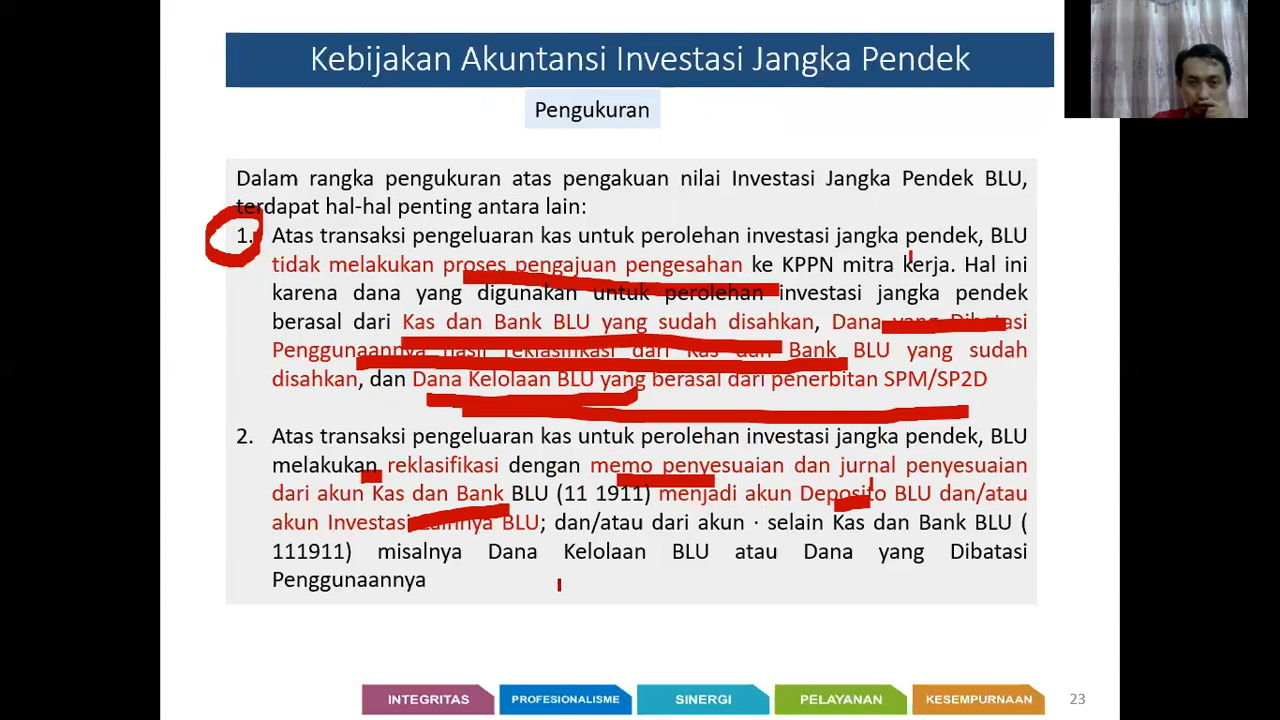 Kebijakan Akuntansi Investasi Jangka Pendek
Pengukuran
Dalam rangka pengukuran atas pengakuan nilai Investasi Jangka Pendek BLU,
terdapat hal-hal penting antara lain:
1. Atas transaksi pengeluaran kas untuk perolehan investasi jangka pendek, BLU
tidak melakukan proses pengajuan pengesahan ke KPPN mitra kerja. Hal ini
karena dana yang digunakan untuk perolehan investasi jangka pendek
berasal dari Kas dan Bank BLU yang sudah disahkan, Dana yang Dibatasi
Penggunaannya hasil reklasifikasi dari Kas dan Bank BLU yang sudah
disahkan, dan Dana Kelolaan BLU yang berasal dari penerbitan SPM/SP2D
2. Atas transaksi pengeluaran kas untuk perolehan investasi jangka pendek, BLU
melakukan reklasifikasi dengan memo penyesuaian dan jurnal penyesuaian
dari akun Kas dan Bank BLU (11 1911) menjadi akun Deposito BLU dan/atau
akun Investasi Lainnya BLU; dan/atau dari akun · selain Kas dan Bank BLU (
111911) misalnya Dana Kelolaan BLU atau Dana yang Dibatasi
Penggunaannya
INTEGRITAS PROFESIONALISME SINERGI PELAYANAN KESEMPURNAAN 23